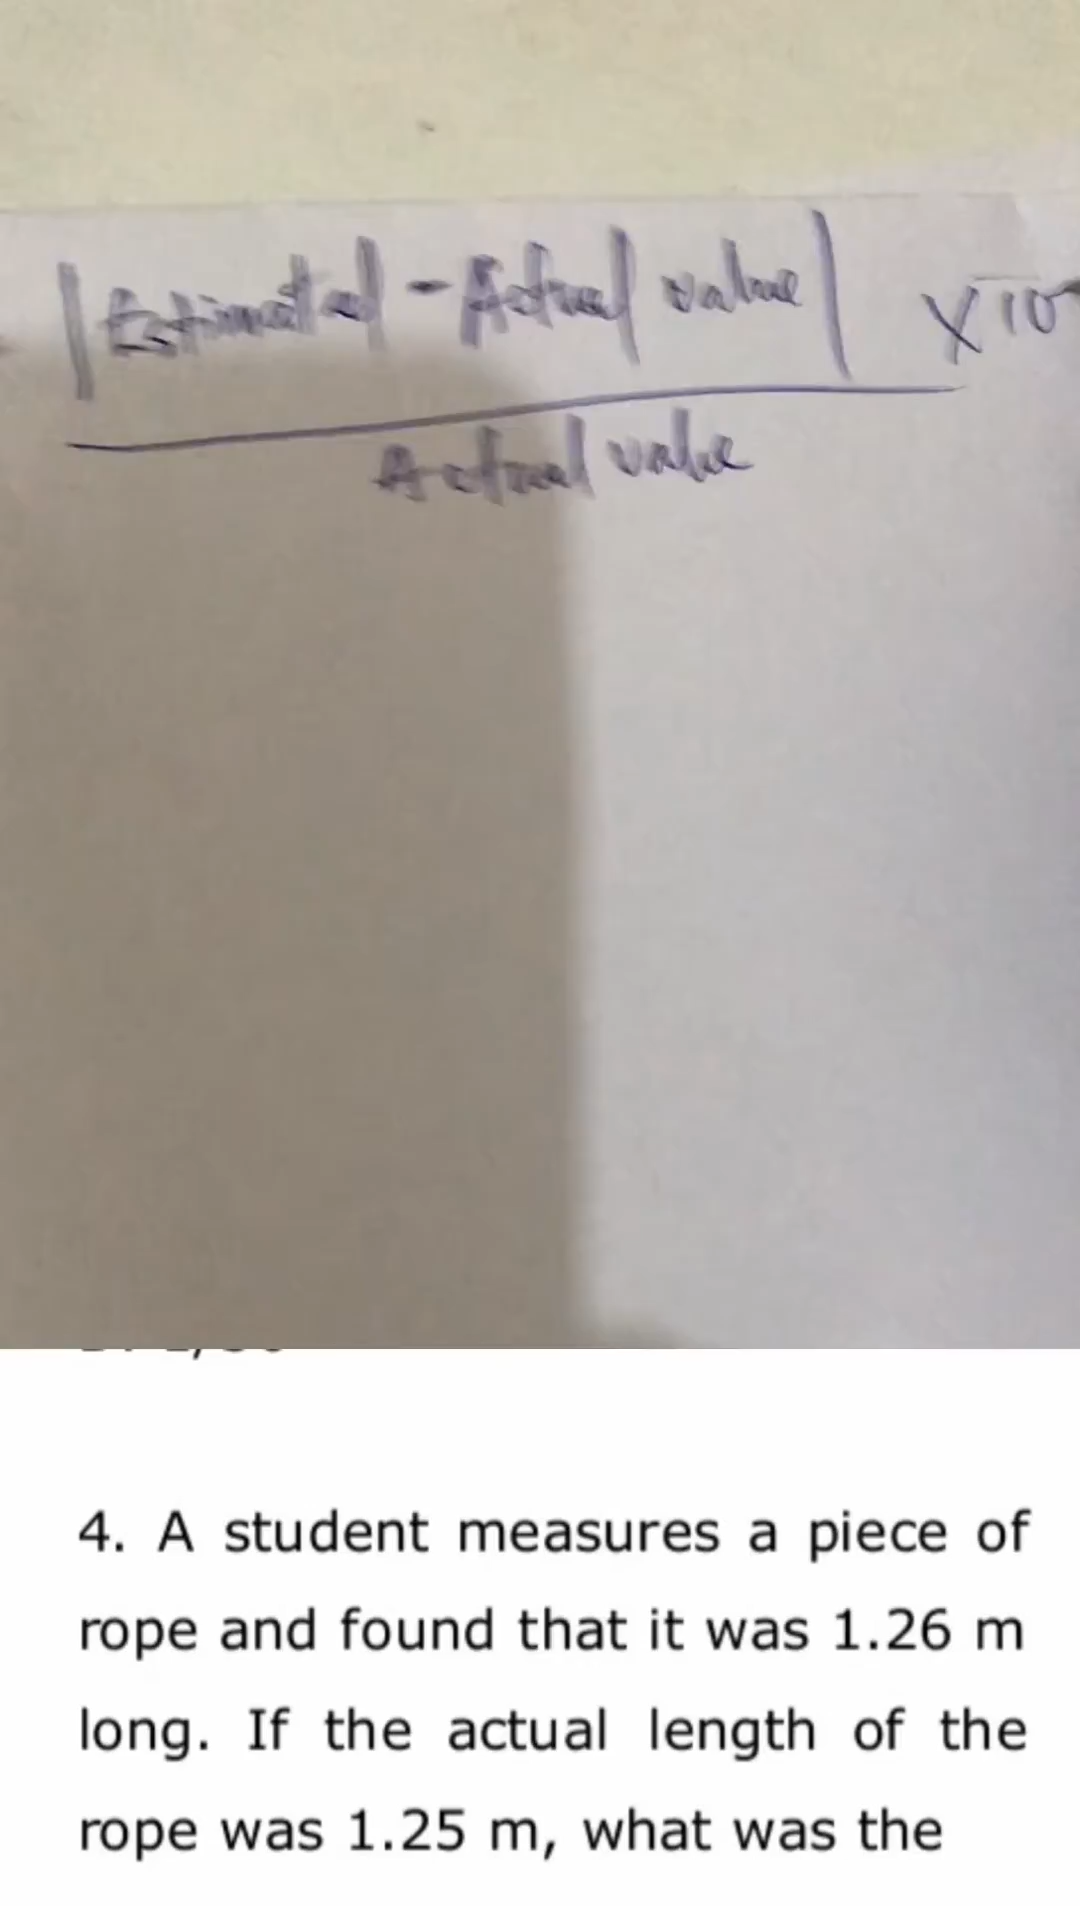 |Estimated - Actual value| X 10
Actual value
4. A student measures a piece of
rope and found that it was 1.26 m
long. If the actual length of the
rope was 1.25 m, what was the